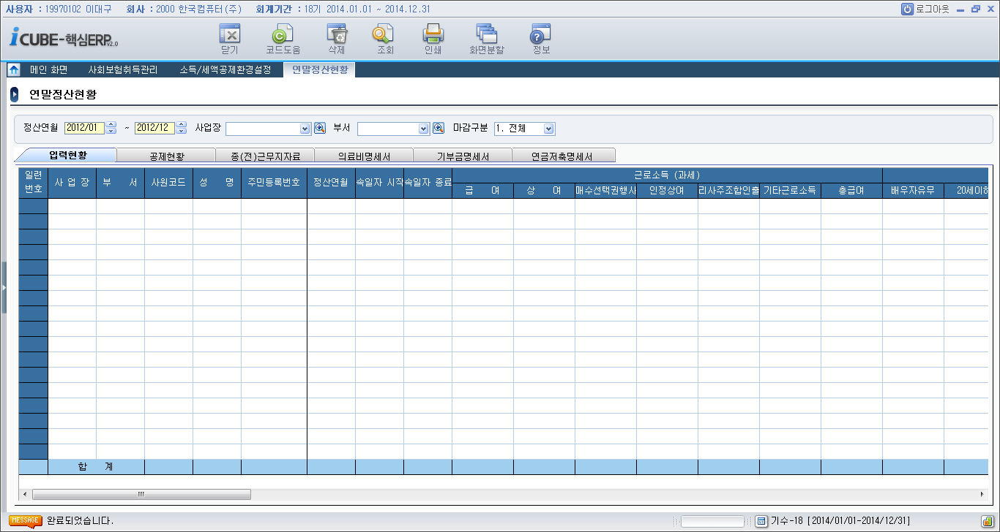 사용자 : 19970102 이대구 회사 : 2000 한국컴퓨터(주) 회계기간 : 18기 2014.01.01 ~ 2014.12.31 로그아웃
iCUBE-핵심ERP v2.0
닫기 코드도움 삭제 조회 인쇄 화면분할 정보
메인 화면 사회보험취득관리 소득/세액공제환경설정 연말정산현황
연말정산현황
정산연월 2012/01 ~ 2012/12 사업장 부서 마감구분 1. 전체
입력현황 공제현황 종(전)근무지자료 의료비명세서 기부금명세서 연금저축명세서
일련번호 사 업 장 부 서 사원코드 성 명 주민등록번호 정산연월 속일자 시작 속일자 종료 근로소득 (과세)
급 여 상 여 매수선택권행사 인정상여 리사주조합인출 기타근로소득 총급여 배우자유무 20세이하
합 계
MESSAGE 완료되었습니다. 기수-18 [2014/01/01-2014/12/31]